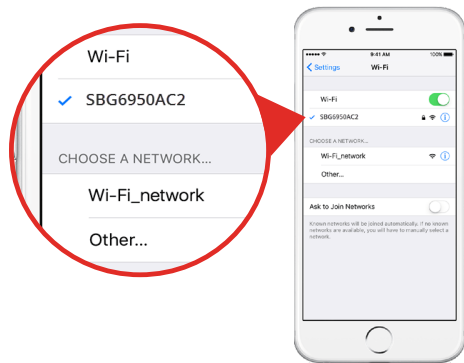 Wi-Fi
SBG6950AC2
CHOOSE A NETWORK...
Wi-Fi_network
Other...
9:41 AM
100%
Settings
Wi-Fi
Wi-Fi
SBG6950AC2
CHOOSE A NETWORK...
Wi-Fi_network
Other...
Ask to Join Networks
Known networks will be joined automatically. If no known
networks are available, you will have to manually select a
network.